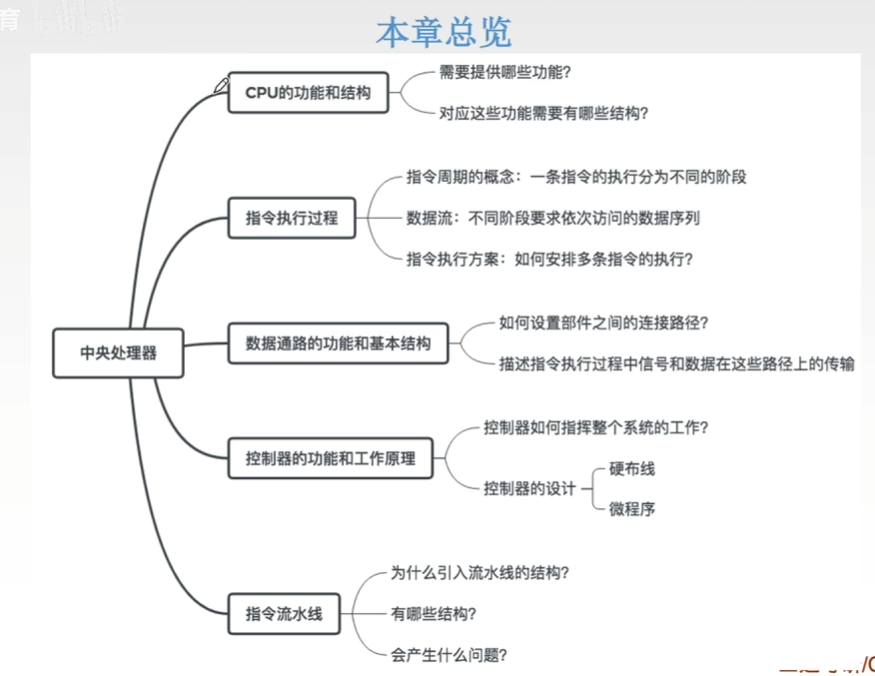 育
本章总览
CPU的功能和结构
需要提供哪些功能?
对应这些功能需要有哪些结构?
指令执行过程
指令周期的概念：一条指令的执行分为不同的阶段
数据流：不同阶段要求依次访问的数据序列
指令执行方案：如何安排多条指令的执行?
中央处理器
数据通路的功能和基本结构
如何设置部件之间的连接路径?
描述指令执行过程中信号和数据在这些路径上的传输
控制器的功能和工作原理
控制器如何指挥整个系统的工作?
控制器的设计
硬布线
微程序
指令流水线
为什么引入流水线的结构?
有哪些结构?
会产生什么问题?